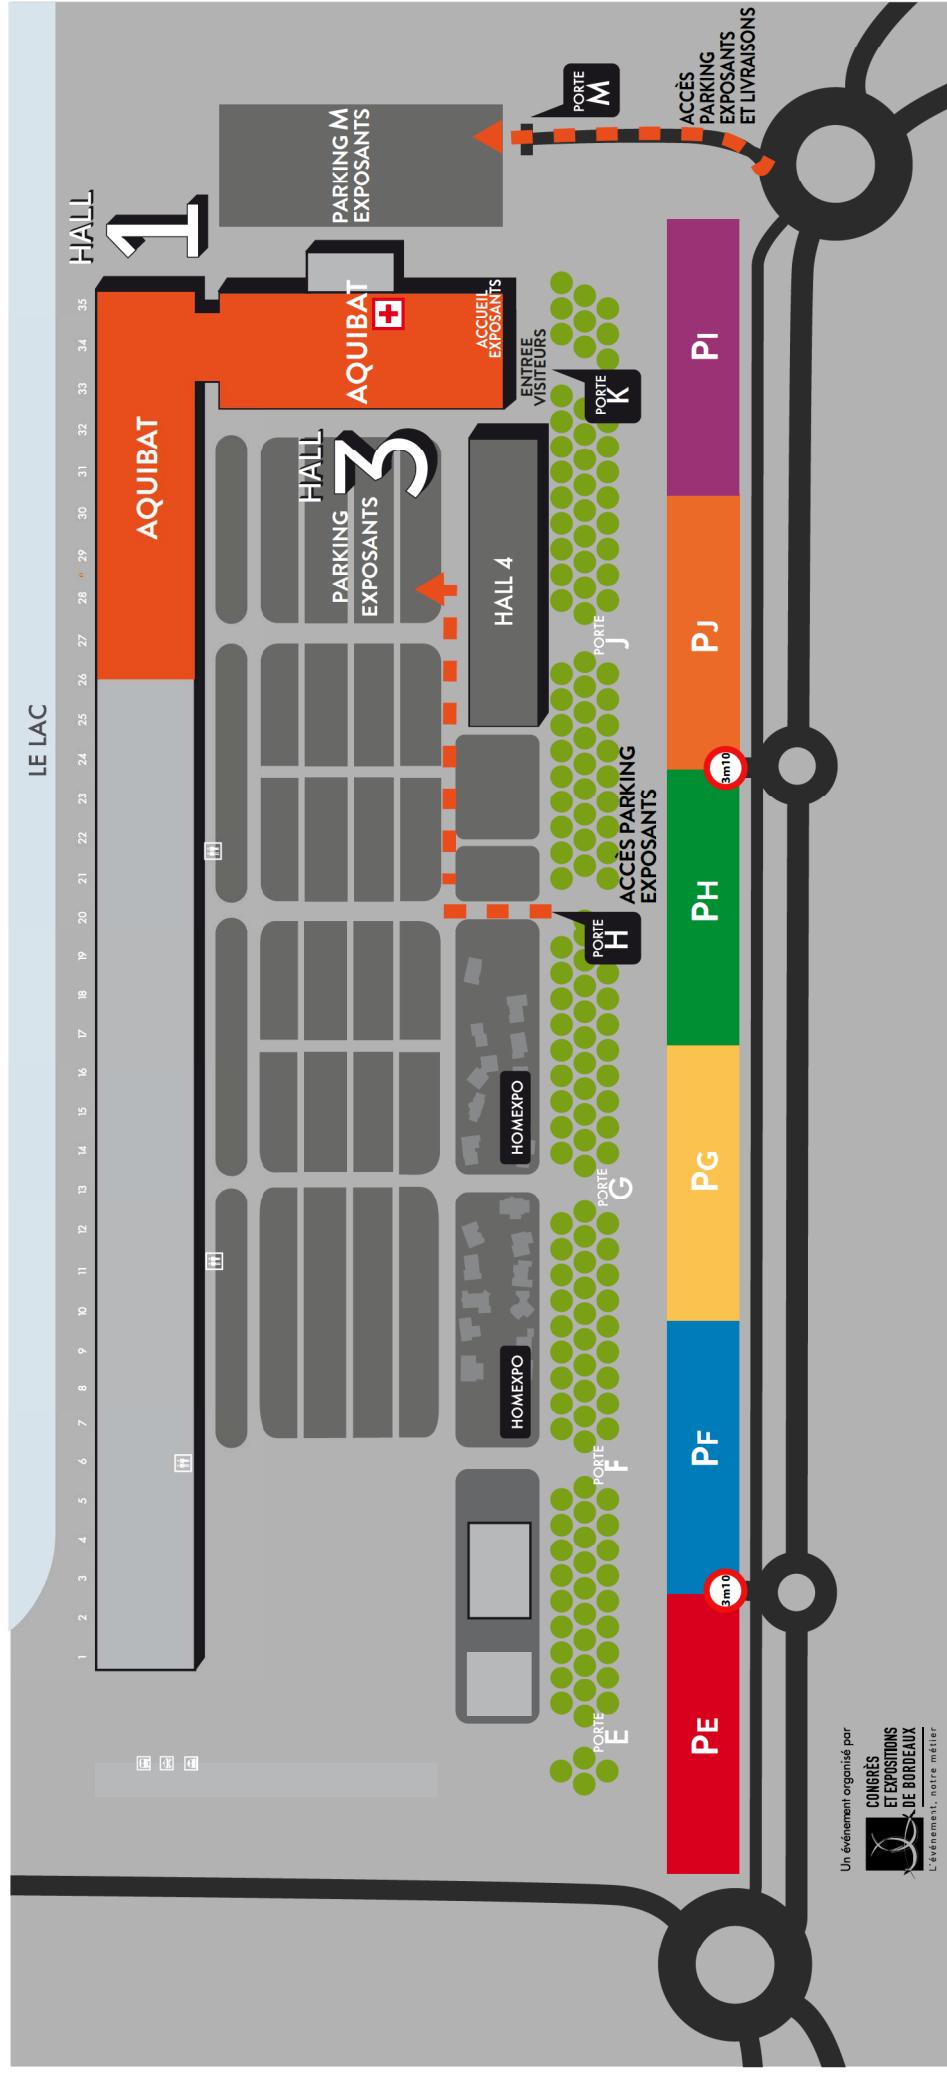 LE LAC
HALL
1
1 2 3 4 5 6 7 8 9 10 11 12 13 14 15 16 17 18 19 20 21 22 23 24 25 26 27 28 29 30 31 32 33 34 35
AQUIBAT
PARKING M
EXPOSANTS
HALL
3
AQUIBAT
PARKING
EXPOSANTS
ACCUEIL
EXPOSANTS
ENTREE
VISITEURS
HALL 4
HOMEXPO
HOMEXPO
PORTE
E
PORTE
F
PORTE
G
PORTE
H
ACCÈS PARKING
EXPOSANTS
PORTE
J
PORTE
K
PORTE
M
ACCÈS
PARKING
EXPOSANTS
ET LIVRAISONS
PE
PF
PG
PH
PJ
PI
3m10
3m10
Un événement organisé par
CONGRÈS
ET EXPOSITIONS
DE BORDEAUX
L'événement, notre métier